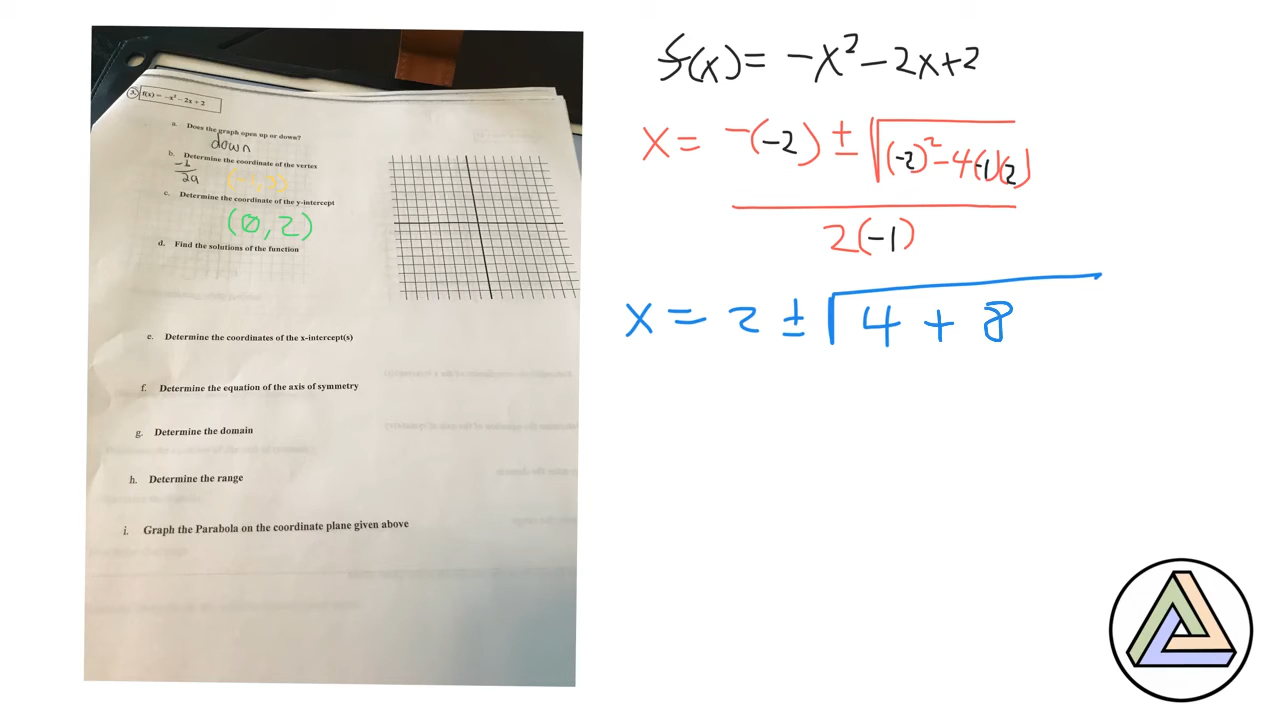 3. f(x) = -x² - 2x + 2
a. Does the graph open up or down?
down
b. Determine the coordinate of the vertex
-b/2a (-1, 3)
c. Determine the coordinate of the y-intercept
(0, 2)
d. Find the solutions of the function
e. Determine the coordinates of the x-intercept(s)
f. Determine the equation of the axis of symmetry
g. Determine the domain
h. Determine the range
i. Graph the Parabola on the coordinate plane given above
f(x) = -x² - 2x + 2
x = -(-2) ± √(-2)² - 4(-1)(2)
2(-1)
x = 2 ± √4 + 8